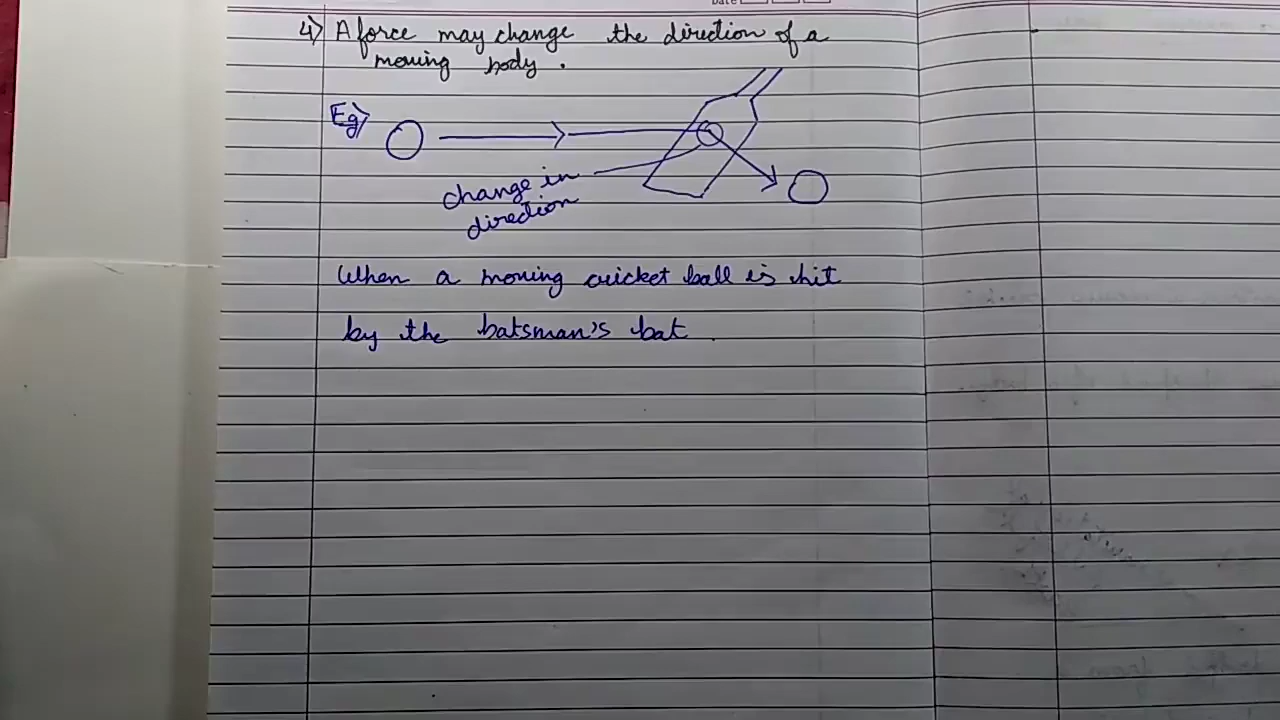 Date
4) A force may change the direction of a
moving body.
Eg)
change in
direction
When a moving cricket ball is hit
by the batsman's bat.